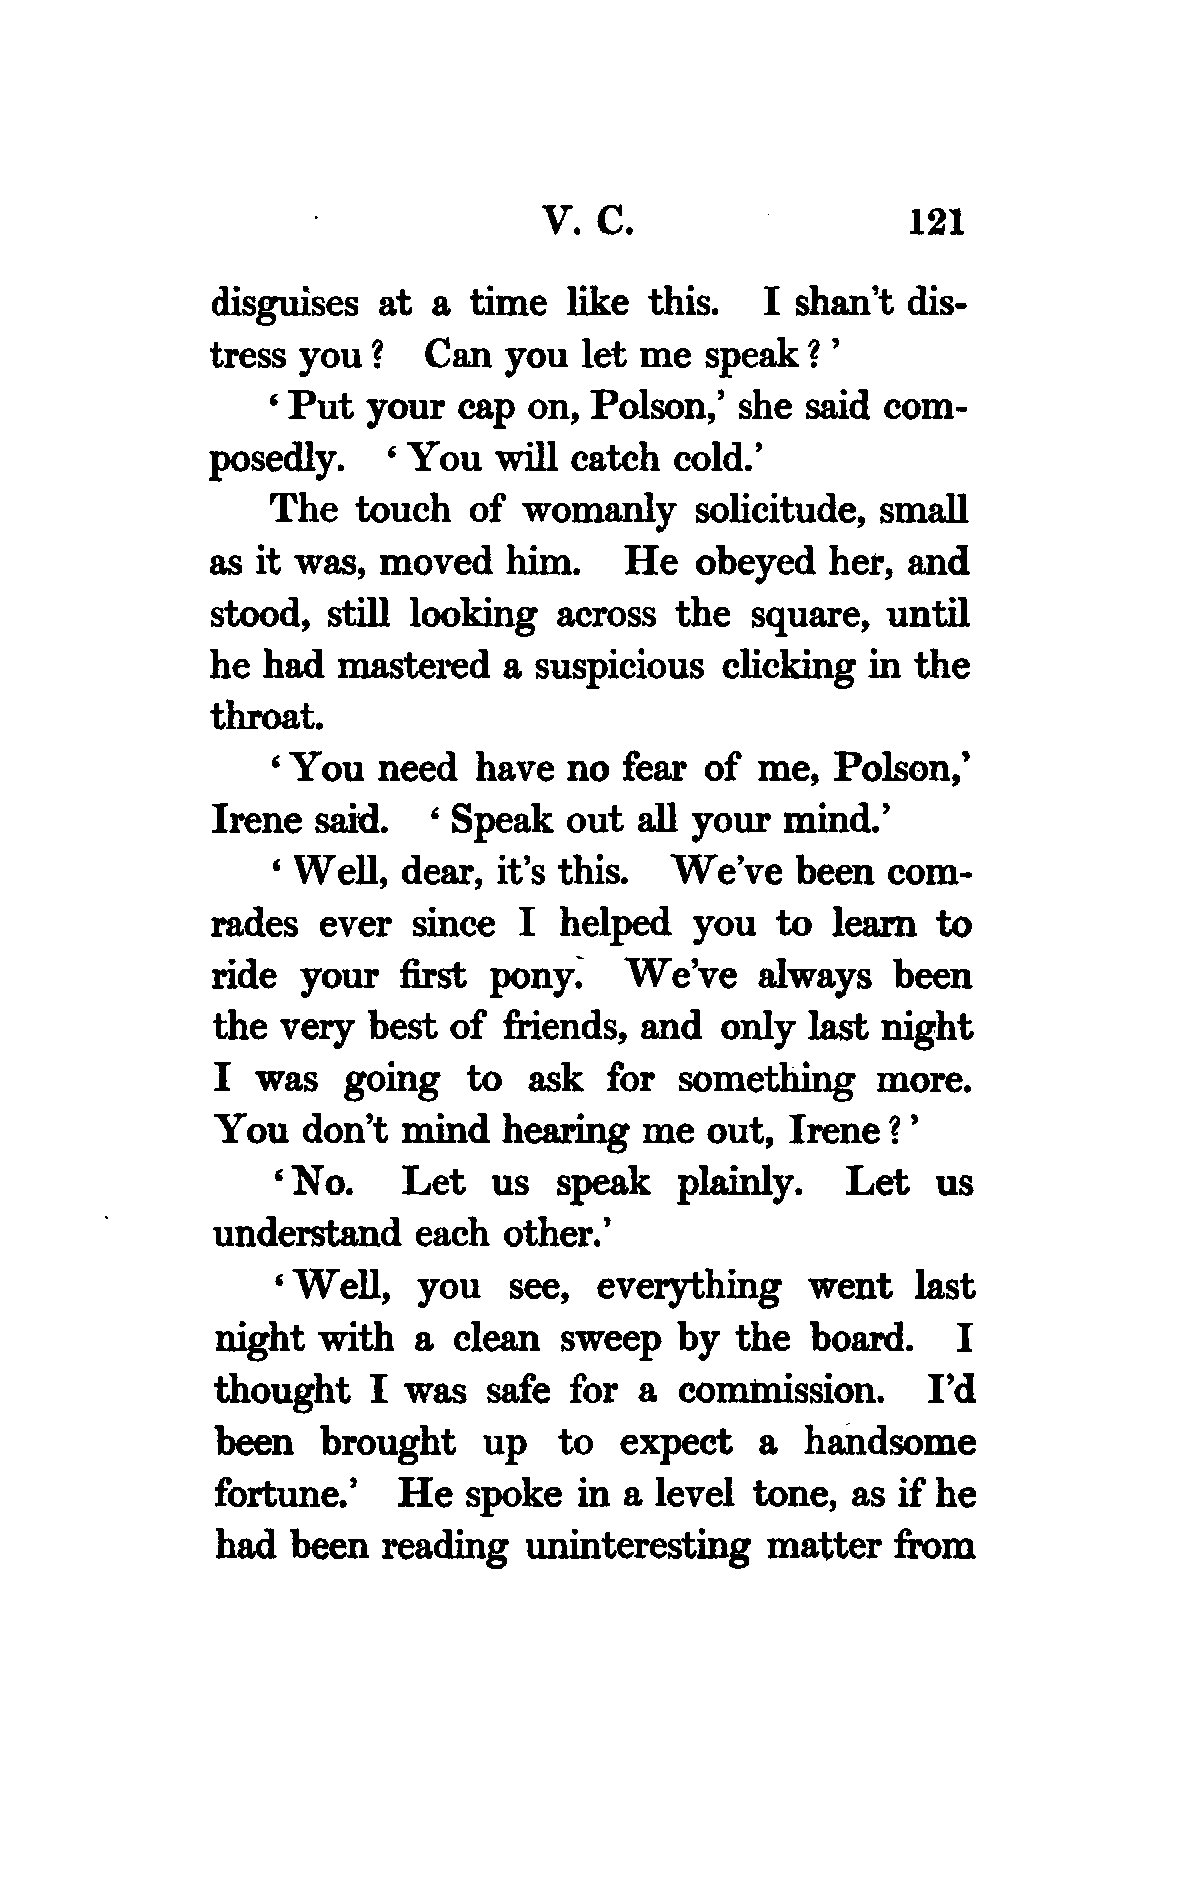 V. C. 121
disguises at a time like this. I shan't dis-
tress you? Can you let me speak?'
'Put your cap on, Polson,' she said com-
posedly. 'You will catch cold.'
The touch of womanly solicitude, small
as it was, moved him. He obeyed her, and
stood, still looking across the square, until
he had mastered a suspicious clicking in the
throat.
'You need have no fear of me, Polson,'
Irene said. 'Speak out all your mind.'
'Well, dear, it's this. We've been com-
rades ever since I helped you to learn to
ride your first pony. We've always been
the very best of friends, and only last night
I was going to ask for something more.
You don't mind hearing me out, Irene?'
'No. Let us speak plainly. Let us
understand each other.'
'Well, you see, everything went last
night with a clean sweep by the board. I
thought I was safe for a commission. I'd
been brought up to expect a handsome
fortune.' He spoke in a level tone, as if he
had been reading uninteresting matter from